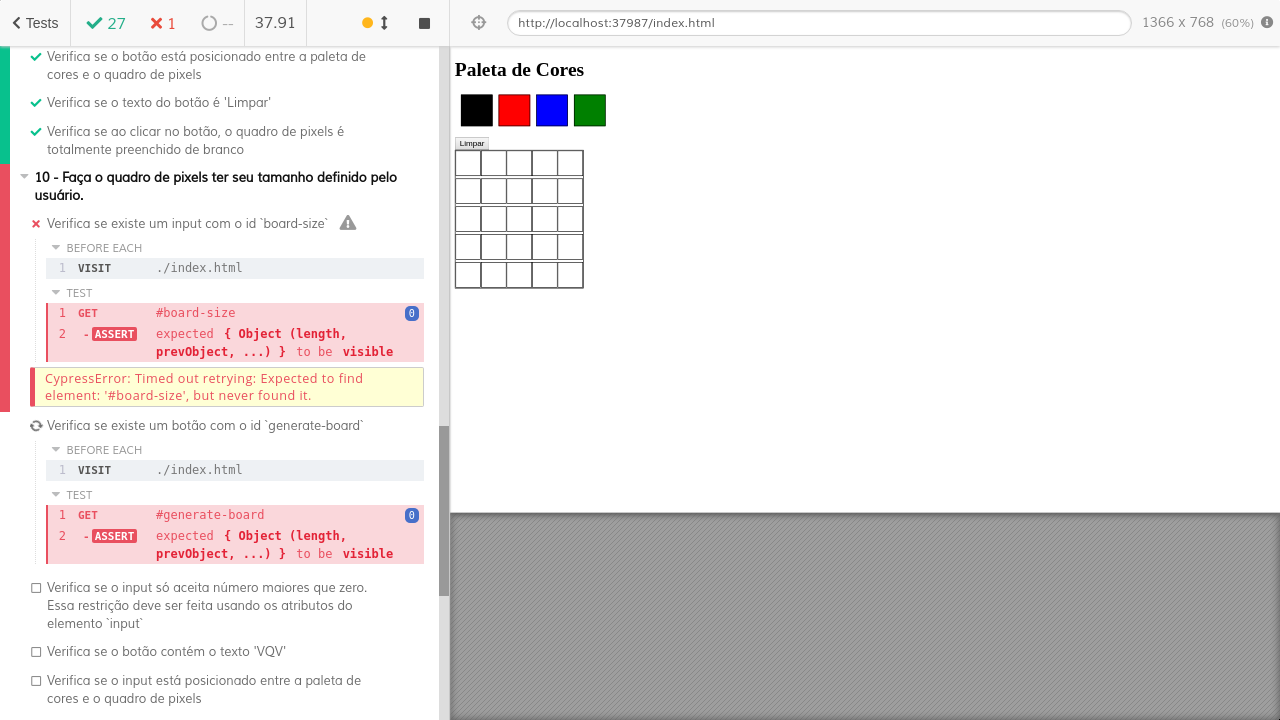 Tests 27 1 -- 37.91 http://localhost:37987/index.html 1366 x 768 (60%)
Verifica se o botão está posicionado entre a paleta de
cores e o quadro de pixels
Verifica se o texto do botão é 'Limpar'
Verifica se ao clicar no botão, o quadro de pixels é
totalmente preenchido de branco
10 - Faça o quadro de pixels ter seu tamanho definido pelo
usuário.
Verifica se existe um input com o id `board-size`
BEFORE EACH
1 VISIT ./index.html
TEST
1 GET #board-size 0
2 - ASSERT expected { Object (length,
prevObject, ...) } to be visible
CypressError: Timed out retrying: Expected to find
element: '#board-size', but never found it.
Verifica se existe um botão com o id `generate-board`
BEFORE EACH
1 VISIT ./index.html
TEST
1 GET #generate-board 0
2 - ASSERT expected { Object (length,
prevObject, ...) } to be visible
Verifica se o input só aceita número maiores que zero.
Essa restrição deve ser feita usando os atributos do
elemento `input`
Verifica se o botão contém o texto 'VQV'
Verifica se o input está posicionado entre a paleta de
cores e o quadro de pixels
Paleta de Cores
Limpar